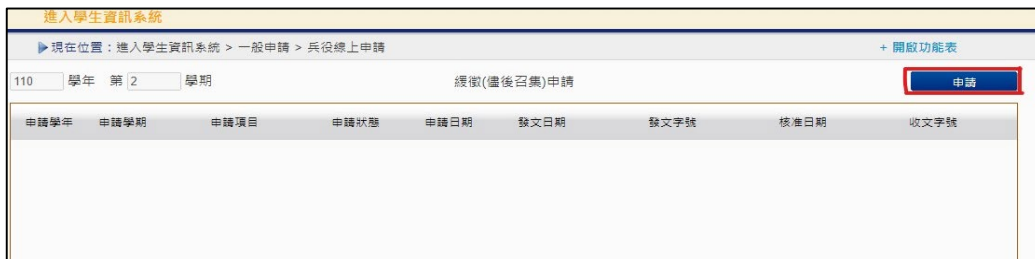 進入學生資訊系統
▶現在位置：進入學生資訊系統 > 一般申請 > 兵役線上申請 + 開啟功能表
110 學年 第 2 學期 緩徵(儘後召集)申請 申請
申請學年 申請學期 申請項目 申請狀態 申請日期 發文日期 發文字號 核准日期 收文字號